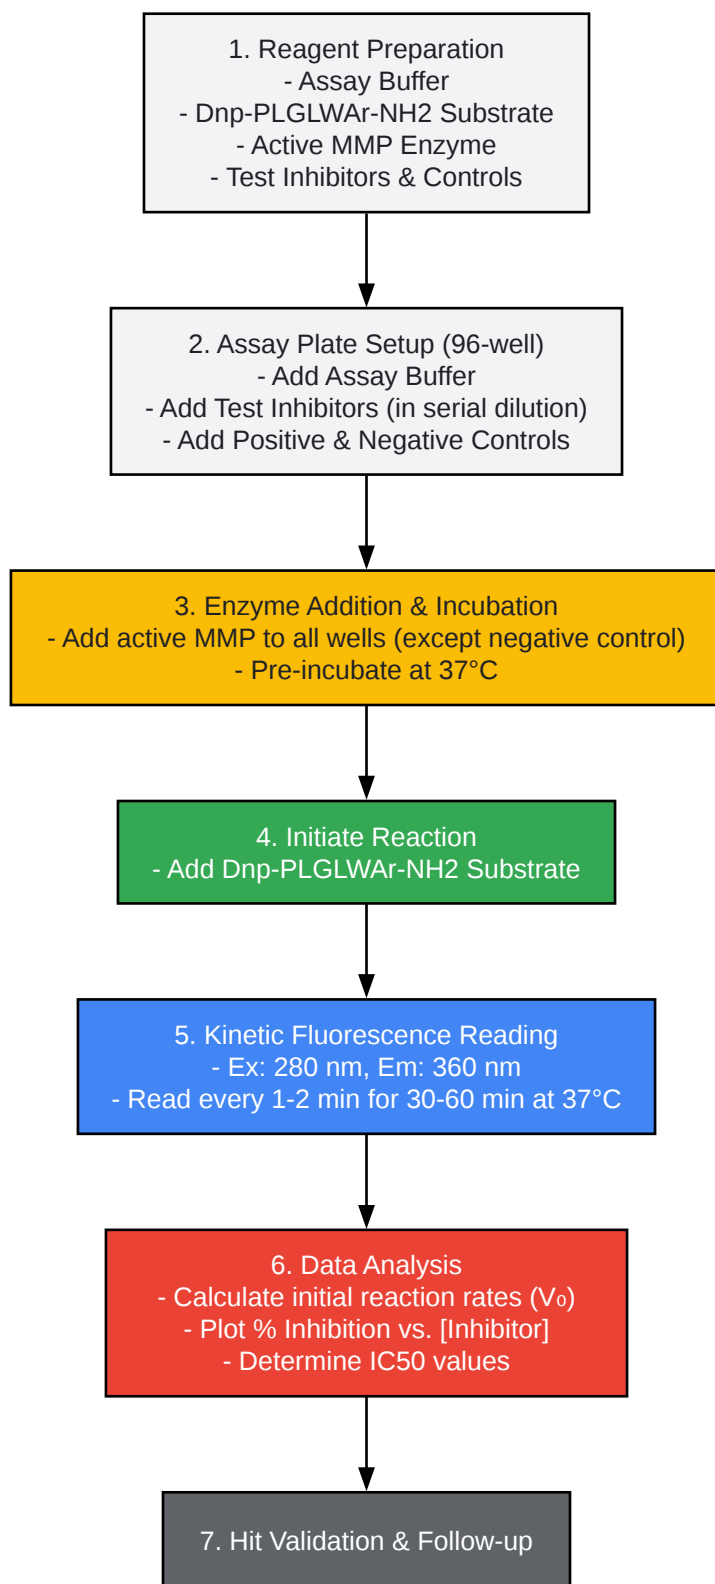 1. Reagent Preparation
- Assay Buffer
- Dnp-PLGLWAr-NH2 Substrate
- Active MMP Enzyme
- Test Inhibitors & Controls
2. Assay Plate Setup (96-well)
- Add Assay Buffer
- Add Test Inhibitors (in serial dilution)
- Add Positive & Negative Controls
3. Enzyme Addition & Incubation
- Add active MMP to all wells (except negative control)
- Pre-incubate at 37°C
4. Initiate Reaction
- Add Dnp-PLGLWAr-NH2 Substrate
5. Kinetic Fluorescence Reading
- Ex: 280 nm, Em: 360 nm
- Read every 1-2 min for 30-60 min at 37°C
6. Data Analysis
- Calculate initial reaction rates (V₀)
- Plot % Inhibition vs. [Inhibitor]
- Determine IC50 values
7. Hit Validation & Follow-up